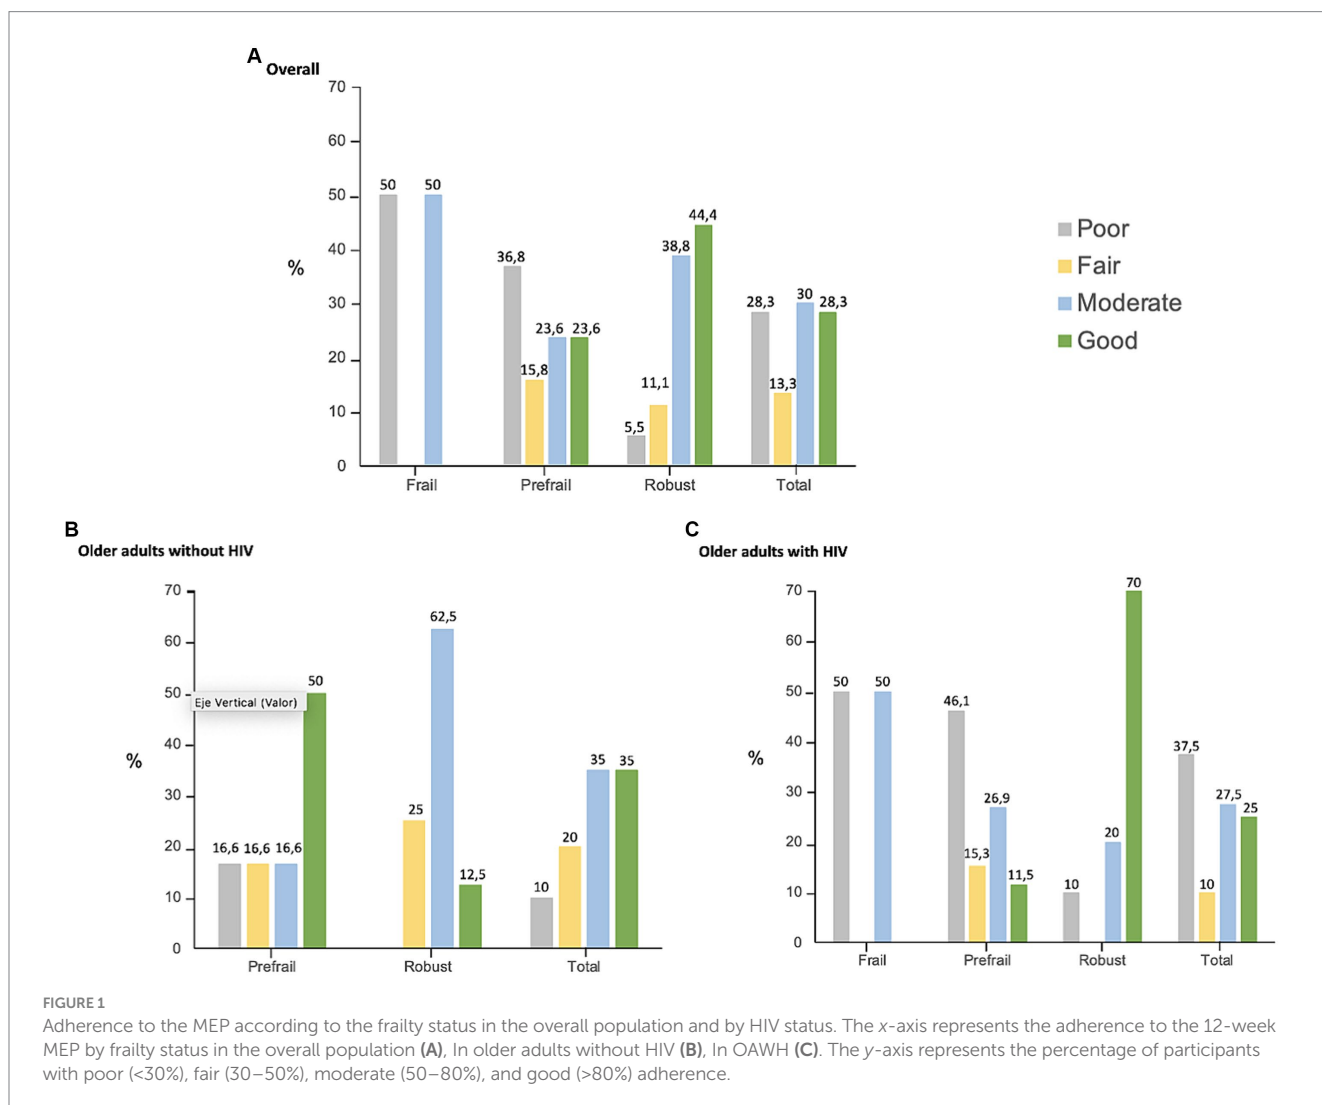 A Overall
70
60
50
40
30
20
10
0
%
50 50
36,8 15,8 23,6 23,6
5,5 11,1 38,8 44,4
28,3 13,3 30 28,3
Frail Prefrail Robust Total
Poor
Fair
Moderate
Good
B Older adults without HIV
70
60
50
40
30
20
10
0
%
Eje Vertical (Valor)
16,6 16,6 16,6 50
25 62,5 12,5
10 20 35 35
Prefrail Robust Total
C Older adults with HIV
70
60
50
40
30
20
10
0
%
50 50
46,1 15,3 26,9 11,5
10 20 70
37,5 10 27,5 25
Frail Prefrail Robust Total
FIGURE 1
Adherence to the MEP according to the frailty status in the overall population and by HIV status. The x-axis represents the adherence to the 12-week
MEP by frailty status in the overall population (A), In older adults without HIV (B), In OAWH (C). The y-axis represents the percentage of participants
with poor (<30%), fair (30–50%), moderate (50–80%), and good (>80%) adherence.